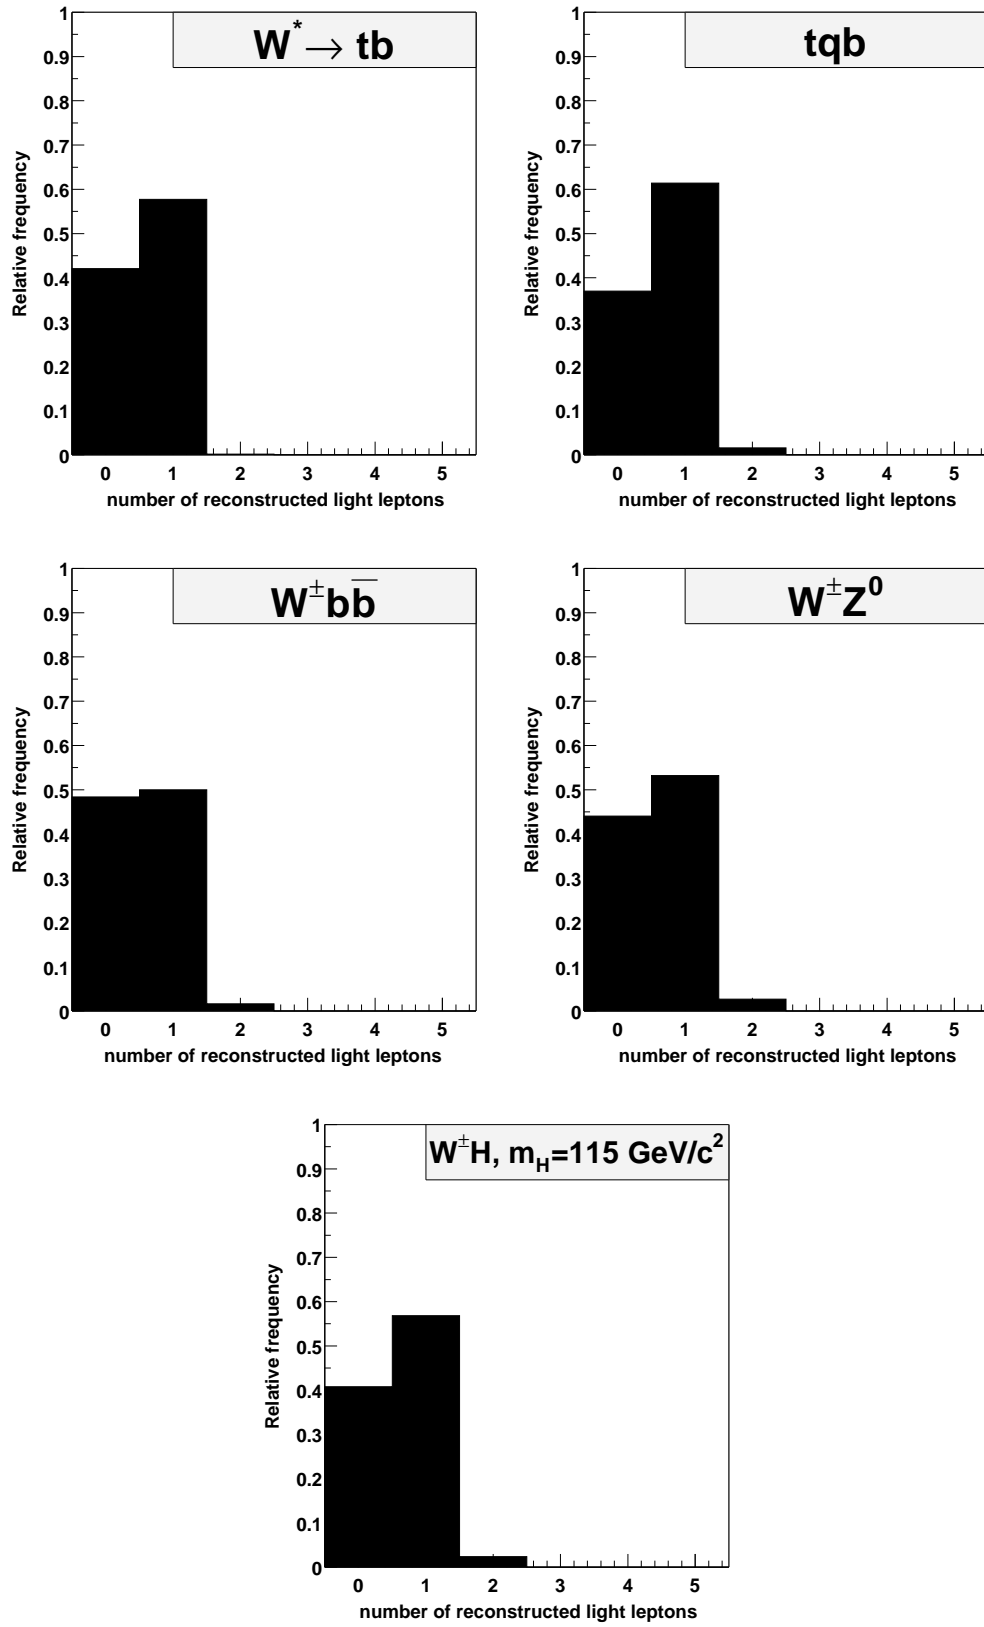 W* → tb
1
0.9
0.8
0.7
0.6
0.5
0.4
0.3
0.2
0.1
0
Relative frequency
0 1 2 3 4 5
number of reconstructed light leptons
tqb
1
0.9
0.8
0.7
0.6
0.5
0.4
0.3
0.2
0.1
0
Relative frequency
0 1 2 3 4 5
number of reconstructed light leptons
W±bb̅
1
0.9
0.8
0.7
0.6
0.5
0.4
0.3
0.2
0.1
0
Relative frequency
0 1 2 3 4 5
number of reconstructed light leptons
W±Z⁰
1
0.9
0.8
0.7
0.6
0.5
0.4
0.3
0.2
0.1
0
Relative frequency
0 1 2 3 4 5
number of reconstructed light leptons
W±H, m_H=115 GeV/c²
1
0.9
0.8
0.7
0.6
0.5
0.4
0.3
0.2
0.1
0
Relative frequency
0 1 2 3 4 5
number of reconstructed light leptons